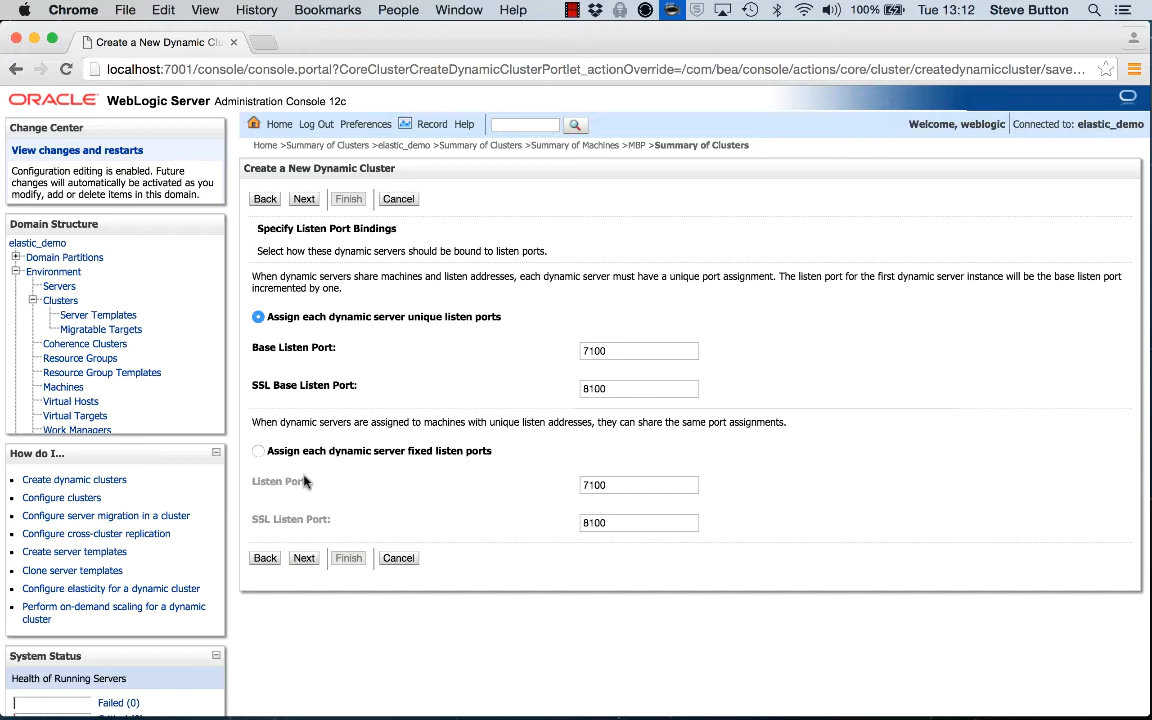 Chrome File Edit View History Bookmarks People Window Help 100% Tue 13:12 Steve Button
Create a New Dynamic Clu
localhost:7001/console/console.portal?CoreClusterCreateDynamicClusterPortlet_actionOverride=/com/bea/console/actions/core/cluster/createdynamiccluster/save...
ORACLE WebLogic Server Administration Console 12c
Change Center
View changes and restarts
Configuration editing is enabled. Future
changes will automatically be activated as you
modify, add or delete items in this domain.
Domain Structure
elastic_demo
Domain Partitions
Environment
Servers
Clusters
Server Templates
Migratable Targets
Coherence Clusters
Resource Groups
Resource Group Templates
Machines
Virtual Hosts
Virtual Targets
Work Managers
How do I...
Create dynamic clusters
Configure clusters
Configure server migration in a cluster
Configure cross-cluster replication
Create server templates
Clone server templates
Configure elasticity for a dynamic cluster
Perform on-demand scaling for a dynamic
cluster
System Status
Health of Running Servers
Failed (0)
Home Log Out Preferences Record Help
Welcome, weblogic Connected to: elastic_demo
Home >Summary of Clusters >elastic_demo >Summary of Clusters >Summary of Machines >MBP >Summary of Clusters
Create a New Dynamic Cluster
Back Next Finish Cancel
Specify Listen Port Bindings
Select how these dynamic servers should be bound to listen ports.
When dynamic servers share machines and listen addresses, each dynamic server must have a unique port assignment. The listen port for the first dynamic server instance will be the base listen port
incremented by one.
Assign each dynamic server unique listen ports
Base Listen Port: 7100
SSL Base Listen Port: 8100
When dynamic servers are assigned to machines with unique listen addresses, they can share the same port assignments.
Assign each dynamic server fixed listen ports
Listen Port: 7100
SSL Listen Port: 8100
Back Next Finish Cancel